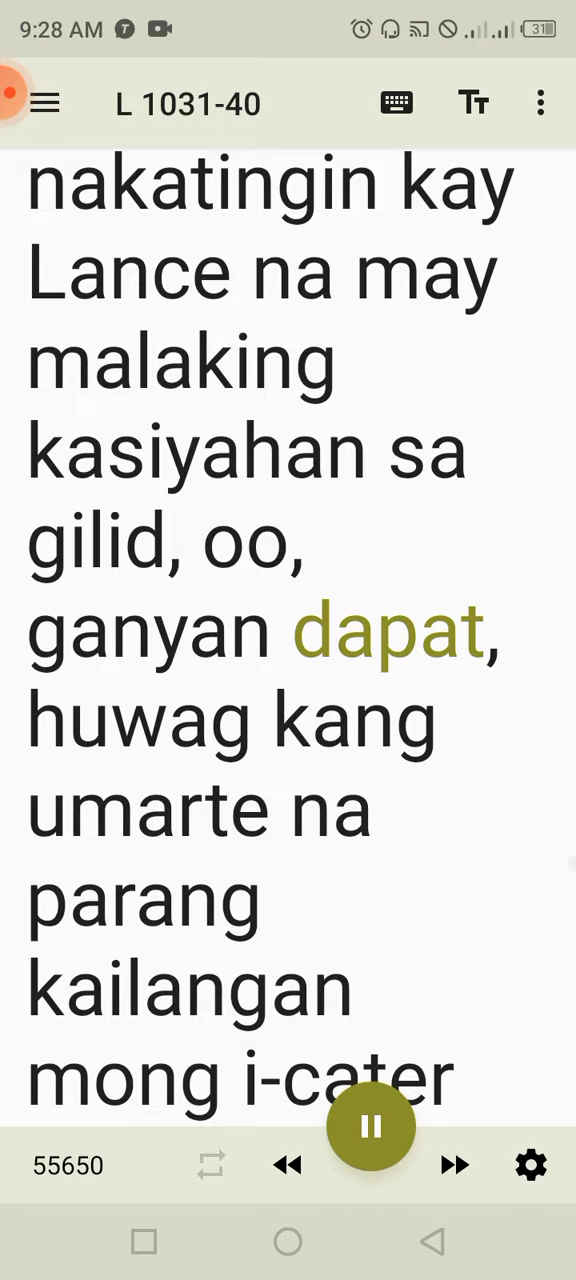 9:28 AM
31
L 1031-40
nakatingin kay
Lance na may
malaking
kasiyahan sa
gilid, oo,
ganyan dapat,
huwag kang
umarte na
parang
kailangan
mong i-cater
55650